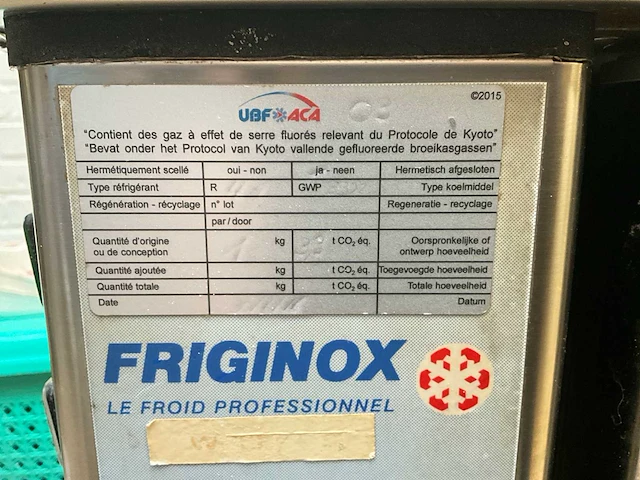 ©2015
UBF ACA
"Contient des gaz à effet de serre fluorés relevant du Protocole de Kyoto"
"Bevat onder het Protocol van Kyoto vallende gefluoreerde broeikasgassen"
Hermétiquement scellé oui - non ja - neen Hermetisch afgesloten
Type réfrigérant R GWP Type koelmiddel
Régénération - récyclage n° lot Regeneratie - recyclage
par / door
Quantité d'origine kg t CO₂ éq. Oorspronkelijke of
ou de conception ontwerp hoeveelheid
Quantité ajoutée kg t CO₂ éq. Toegevoegde hoeveelheid
Quantité totale kg t CO₂ éq. Totale hoeveelheid
Date Datum
FRIGINOX
LE FROID PROFESSIONNEL